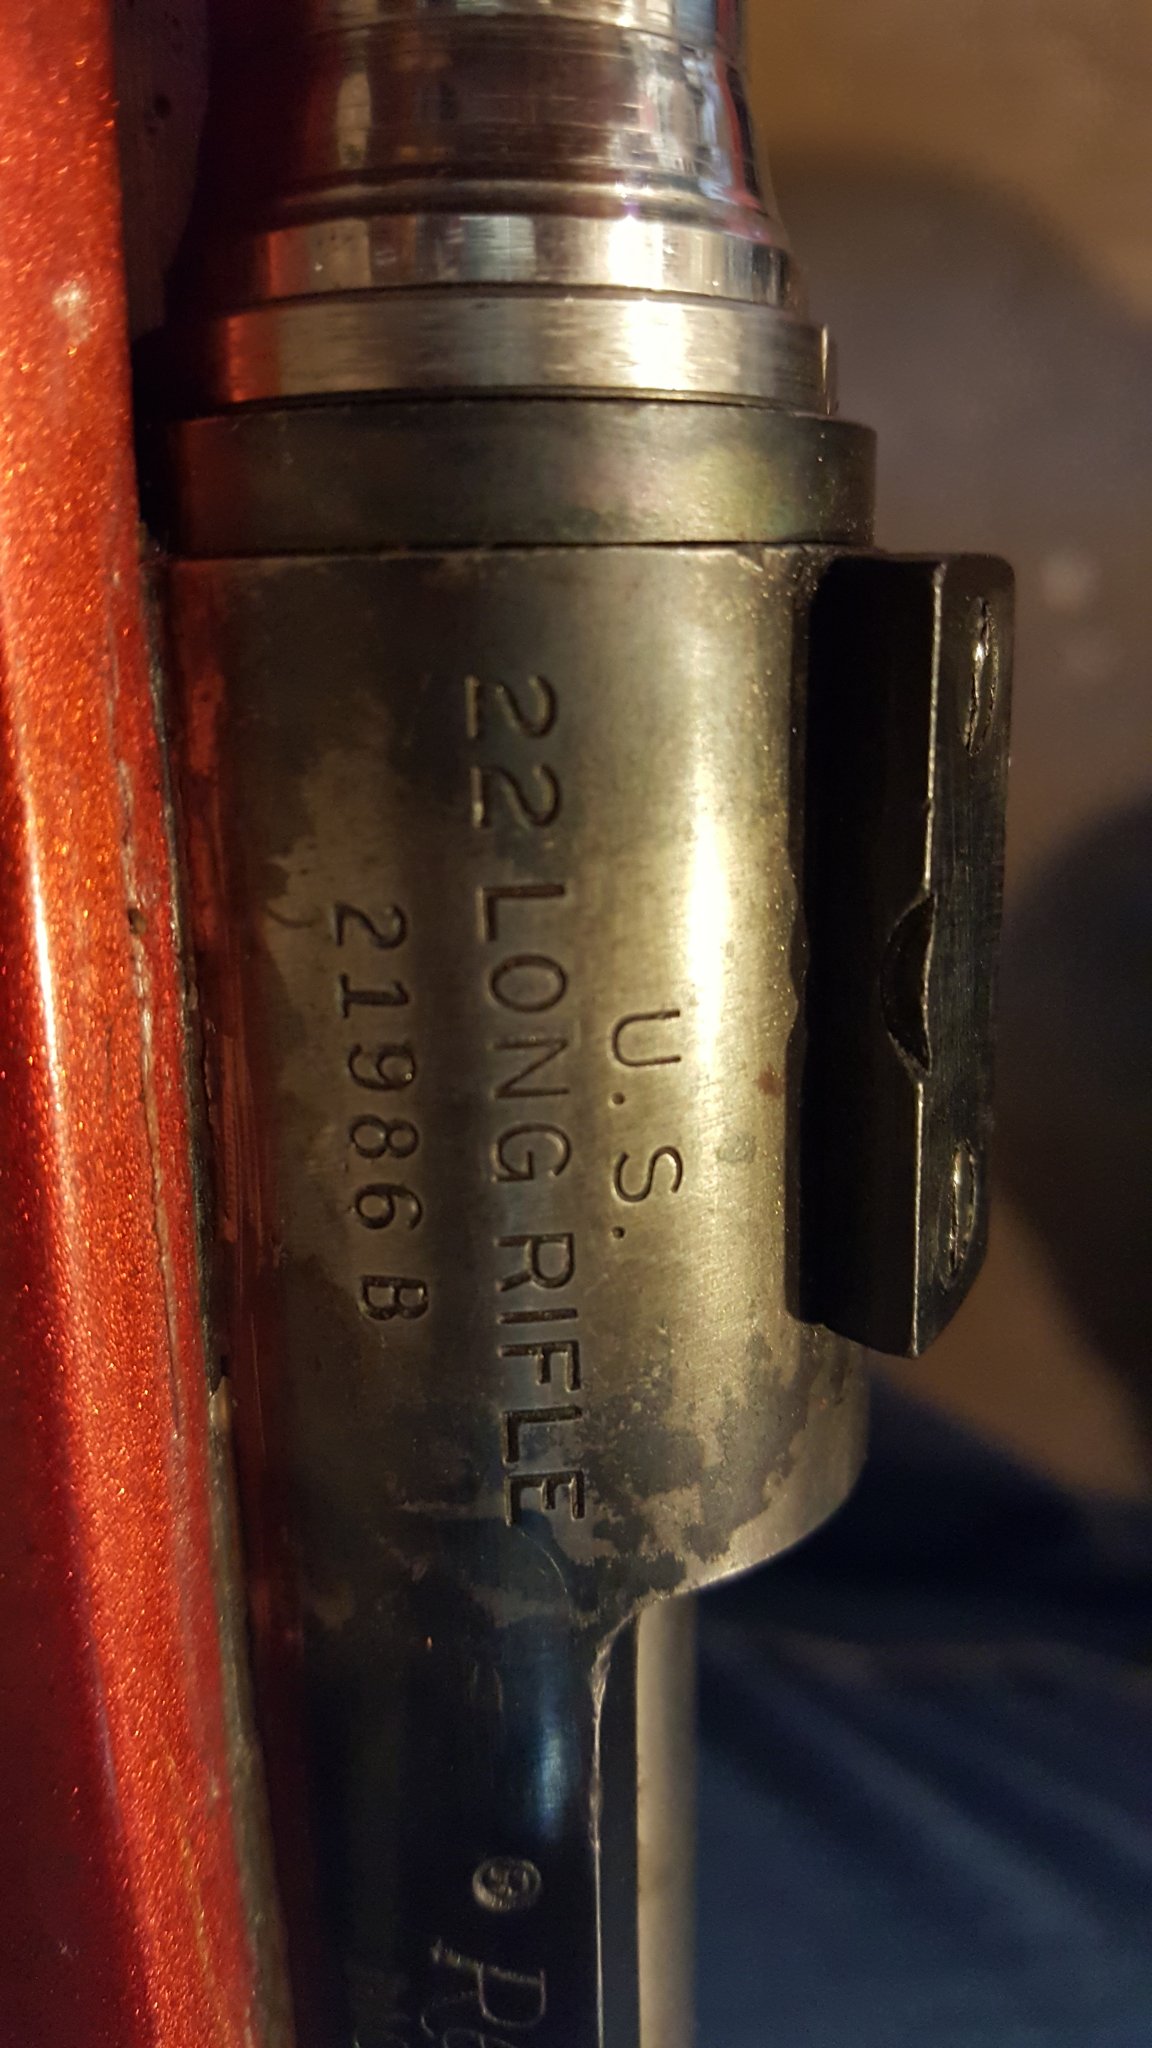 U.S.
22 LONG RIFLE
21986 B